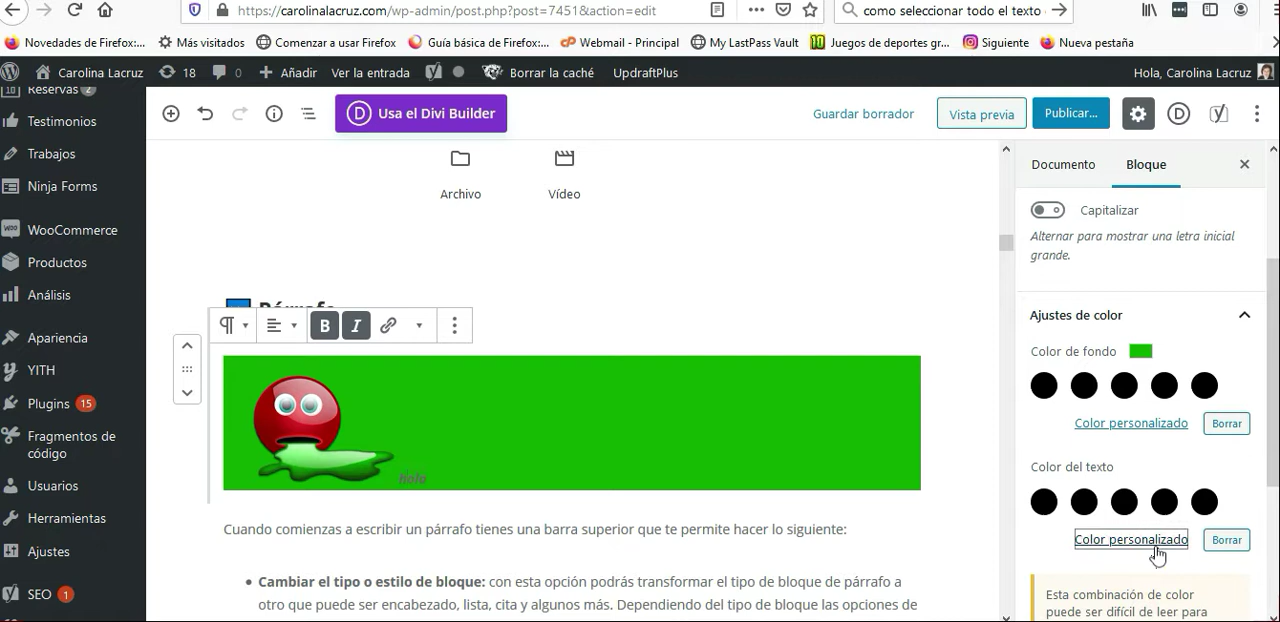 https://carolinalacruz.com/wp-admin/post.php?post=7451&action=edit
como seleccionar todo el texto
Novedades de Firefox:...
Más visitados
Comenzar a usar Firefox
Guía básica de Firefox:...
Webmail - Principal
My LastPass Vault
Juegos de deportes gr...
Siguiente
Nueva pestaña
Carolina Lacruz
18
0
Añadir
Ver la entrada
Borrar la caché
UpdraftPlus
Hola, Carolina Lacruz
Reservas 2
Testimonios
Trabajos
Ninja Forms
WooCommerce
Productos
Análisis
Apariencia
YITH
Plugins 15
Fragmentos de
código
Usuarios
Herramientas
Ajustes
SEO 1
D Usa el Divi Builder
Guardar borrador
Vista previa
Publicar...
D
Archivo
Vídeo
Párrafo
B I
hola
Cuando comienzas a escribir un párrafo tienes una barra superior que te permite hacer lo siguiente:
• Cambiar el tipo o estilo de bloque: con esta opción podrás transformar el tipo de bloque de párrafo a
otro que puede ser encabezado, lista, cita y algunos más. Dependiendo del tipo de bloque las opciones de
Documento
Bloque
Capitalizar
Alternar para mostrar una letra inicial
grande.
Ajustes de color
Color de fondo
Color personalizado
Borrar
Color del texto
Color personalizado
Borrar
Esta combinación de color
puede ser difícil de leer para